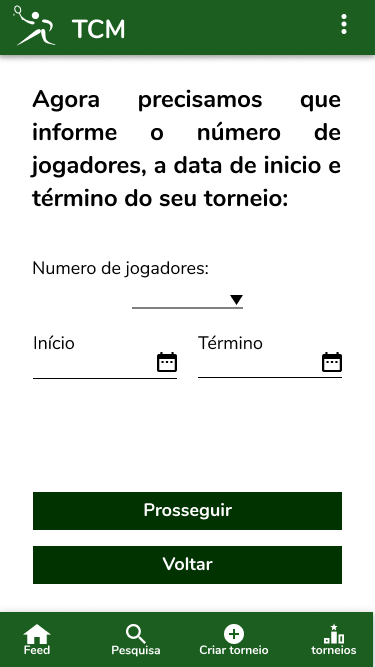 TCM
Agora precisamos que
informe o número de
jogadores, a data de inicio e
término do seu torneio:
Numero de jogadores:
Início
Término
Prosseguir
Voltar
Feed
Pesquisa
Criar torneio
torneios